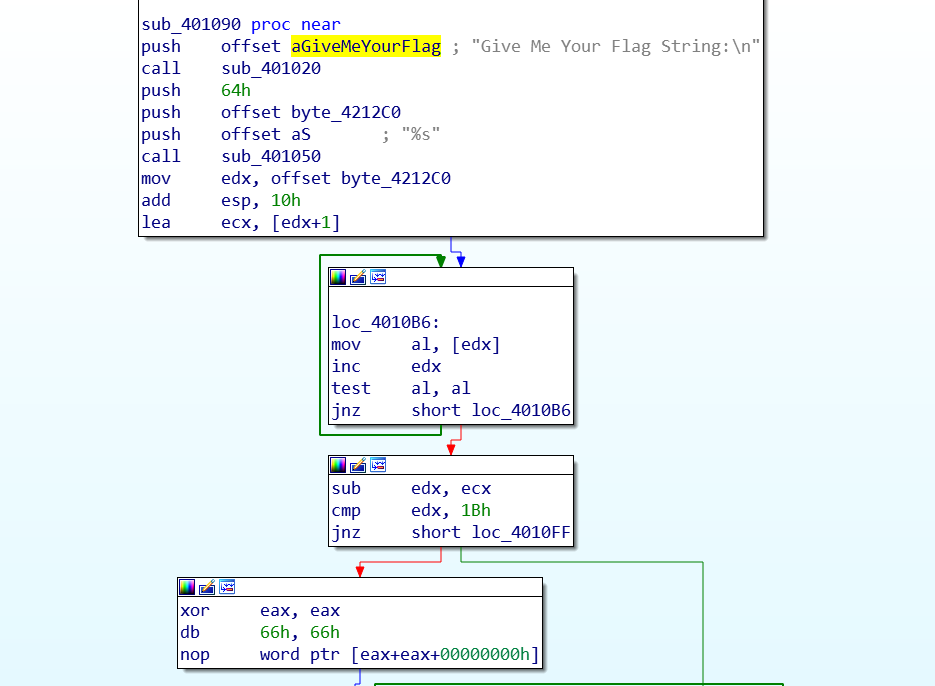 sub_401090 proc near
push offset aGiveMeYourFlag ; "Give Me Your Flag String:\n"
call sub_401020
push 64h
push offset byte_4212C0
push offset aS ; "%s"
call sub_401050
mov edx, offset byte_4212C0
add esp, 10h
lea ecx, [edx+1]
loc_4010B6:
mov al, [edx]
inc edx
test al, al
jnz short loc_4010B6
sub edx, ecx
cmp edx, 1Bh
jnz short loc_4010FF
xor eax, eax
db 66h, 66h
nop word ptr [eax+eax+00000000h]